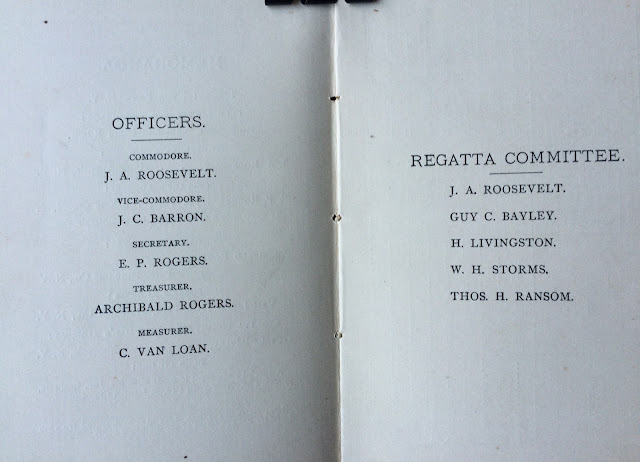 OFFICERS.
COMMODORE.
J. A. ROOSEVELT.
VICE-COMMODORE.
J. C. BARRON.
SECRETARY.
E. P. ROGERS.
TREASURER.
ARCHIBALD ROGERS.
MEASURER.
C. VAN LOAN.
REGATTA COMMITTEE.
J. A. ROOSEVELT.
GUY C. BAYLEY.
H. LIVINGSTON.
W. H. STORMS.
THOS. H. RANSOM.